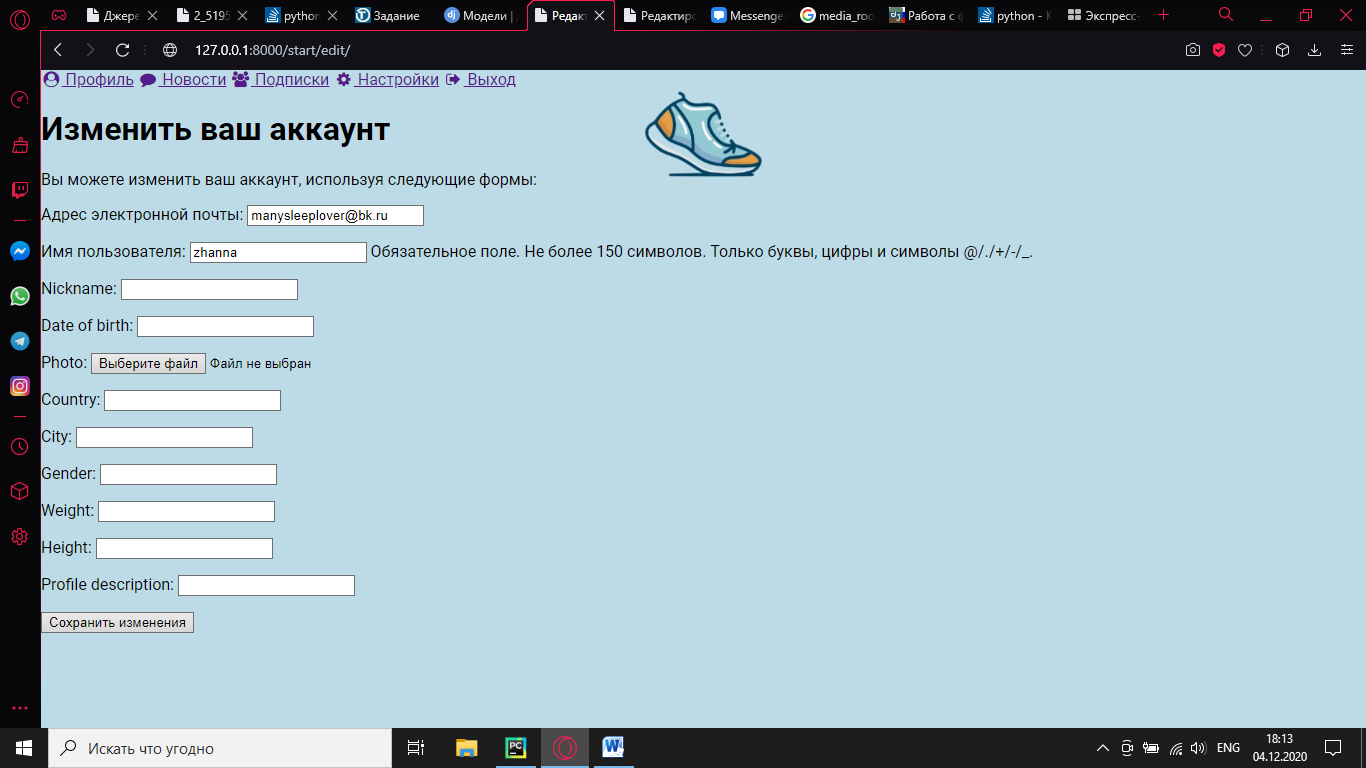 Джере
2_5195
python
Задание
Модели | 
Редакт
Редактиро
Messenge
media_roo
Работа с ф
python - К
Экспресс-
127.0.0.1:8000/start/edit/
Профиль Новости Подписки Настройки Выход
Изменить ваш аккаунт
Вы можете изменить ваш аккаунт, используя следующие формы:
Адрес электронной почты: manysleeplover@bk.ru
Имя пользователя: zhanna Обязательное поле. Не более 150 символов. Только буквы, цифры и символы @/./+/-/_.
Nickname:
Date of birth:
Photo: Выберите файл Файл не выбран
Country:
City:
Gender:
Weight:
Height:
Profile description:
Сохранить изменения
Искать что угодно
ENG
18:13
04.12.2020